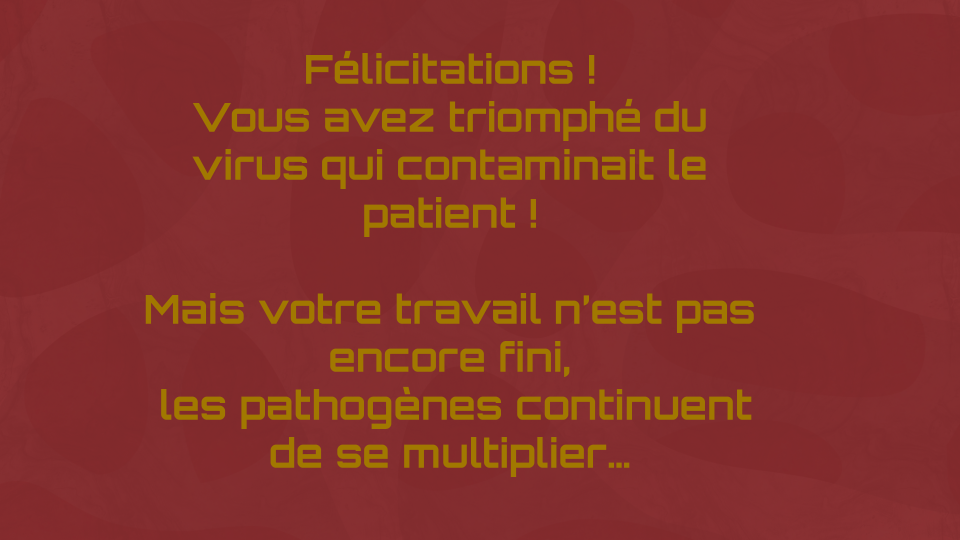 Félicitations !
Vous avez triomphé du
virus qui contaminait le
patient !
Mais votre travail n'est pas
encore fini,
les pathogènes continuent
de se multiplier...